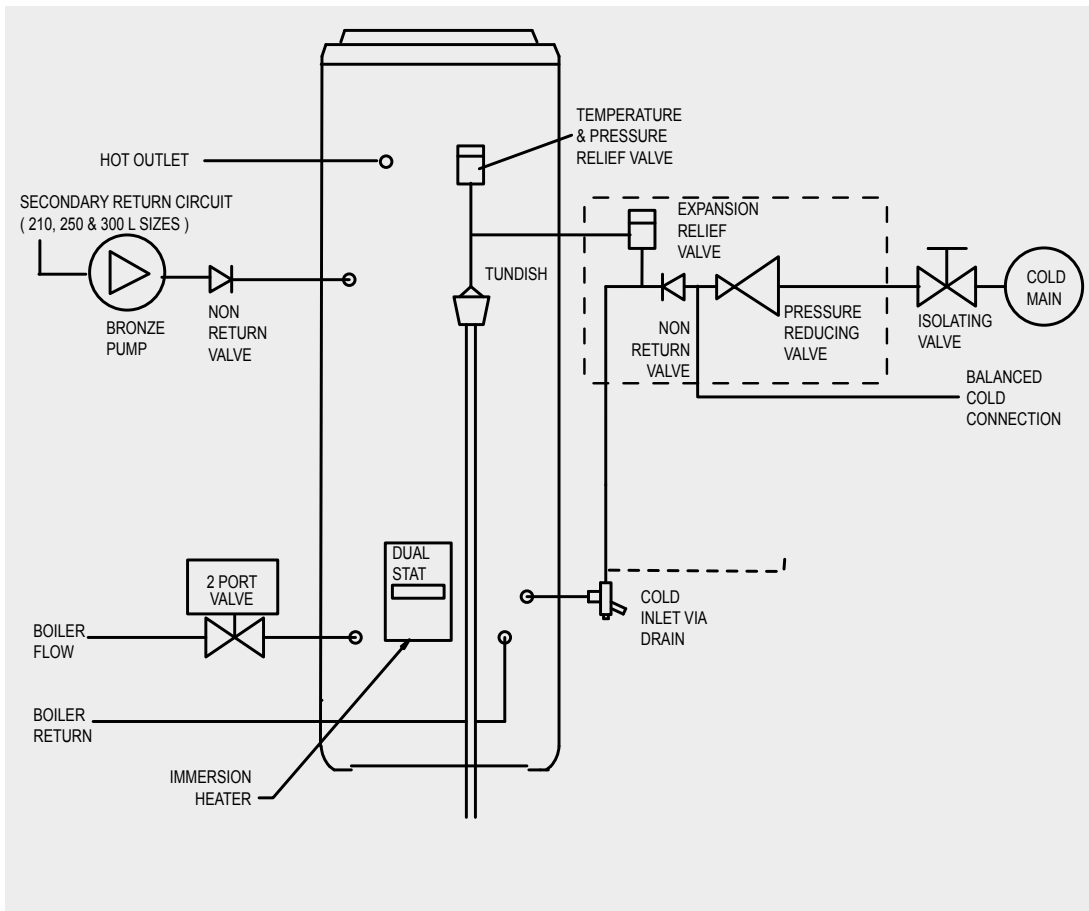 TEMPERATURE
& PRESSURE
RELIEF VALVE
HOT OUTLET
SECONDARY RETURN CIRCUIT
( 210, 250 & 300 L SIZES )
EXPANSION
RELIEF
VALVE
TUNDISH
COLD
MAIN
BRONZE
PUMP
NON
RETURN
VALVE
NON
RETURN
VALVE
PRESSURE
REDUCING
VALVE
ISOLATING
VALVE
BALANCED
COLD
CONNECTION
DUAL
STAT
2 PORT
VALVE
COLD
INLET VIA
DRAIN
BOILER
FLOW
BOILER
RETURN
IMMERSION
HEATER